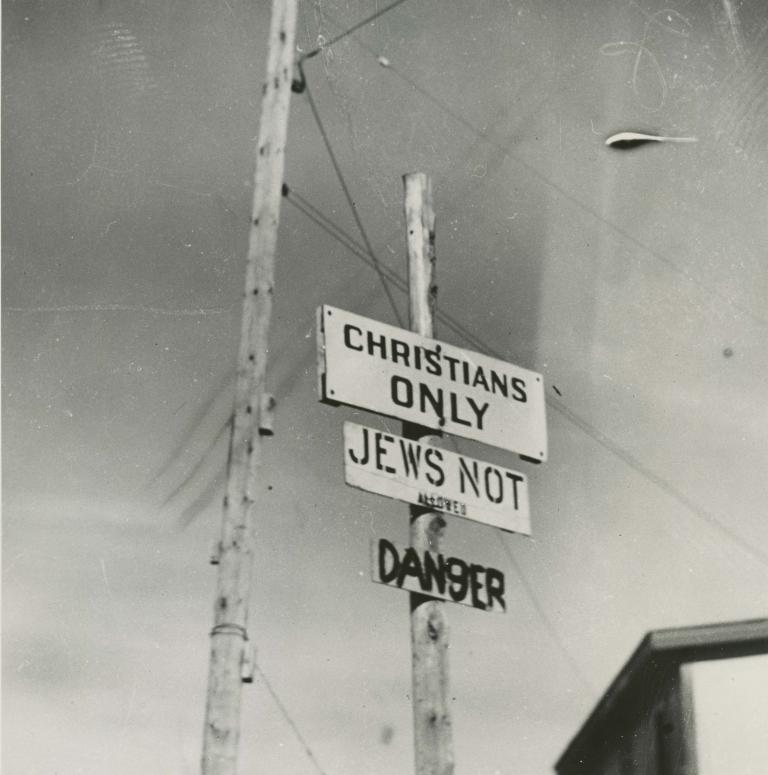 CHRISTIANS
ONLY
JEWS NOT
ALLOWED
DANGER